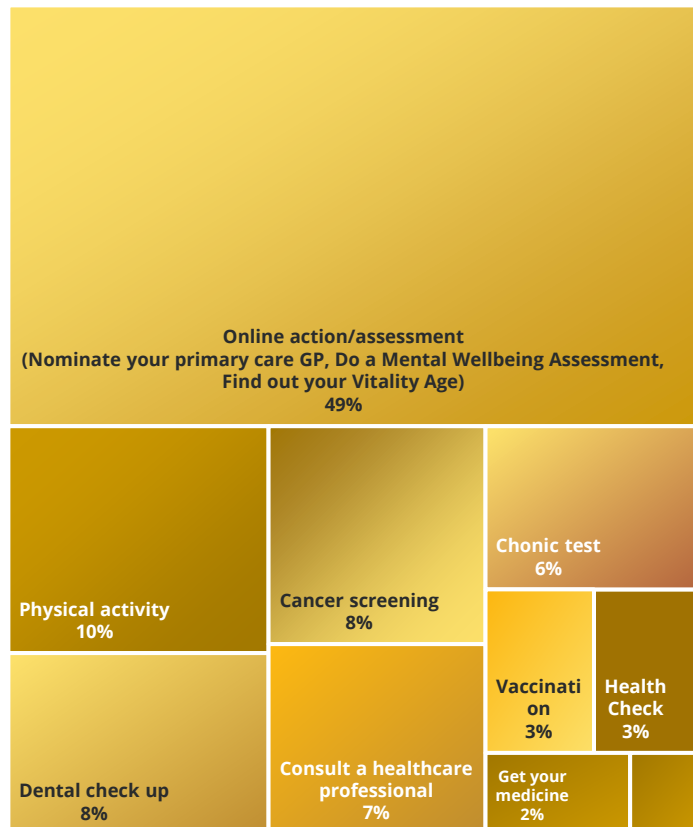 Online action/assessment
(Nominate your primary care GP, Do a Mental Wellbeing Assessment,
Find out your Vitality Age)
49%
Physical activity
10%
Cancer screening
8%
Chonic test
6%
Vaccinati
on
3%
Health
Check
3%
Dental check up
8%
Consult a healthcare
professional
7%
Get your
medicine
2%